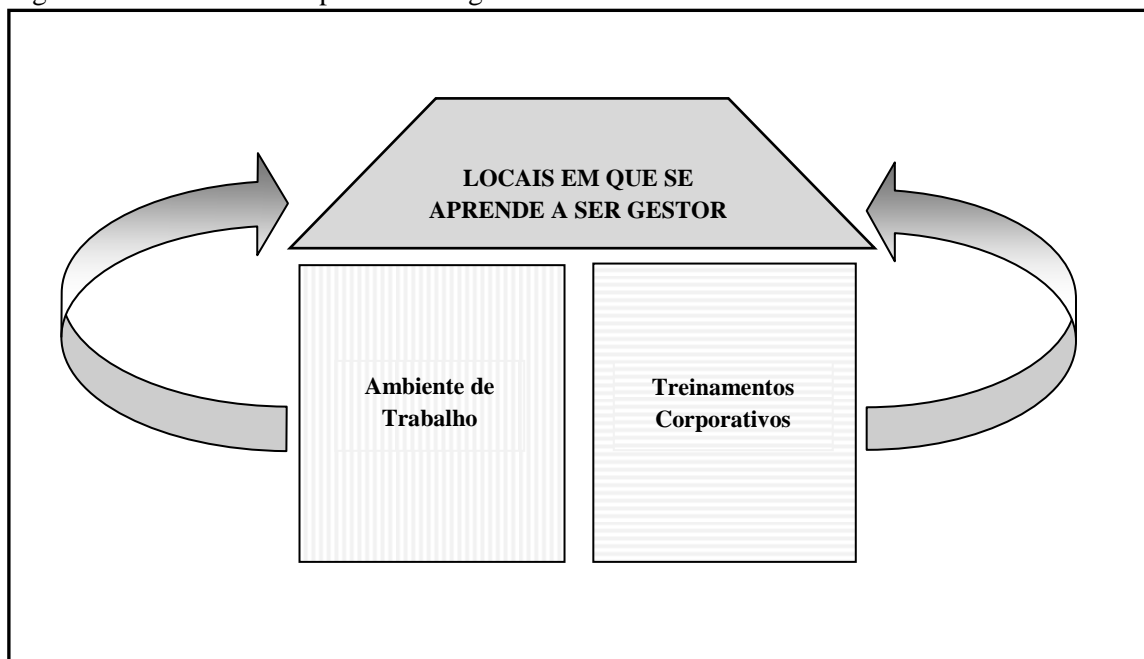 LOCAIS EM QUE SE
APRENDE A SER GESTOR
Ambiente de
Trabalho
Treinamentos
Corporativos